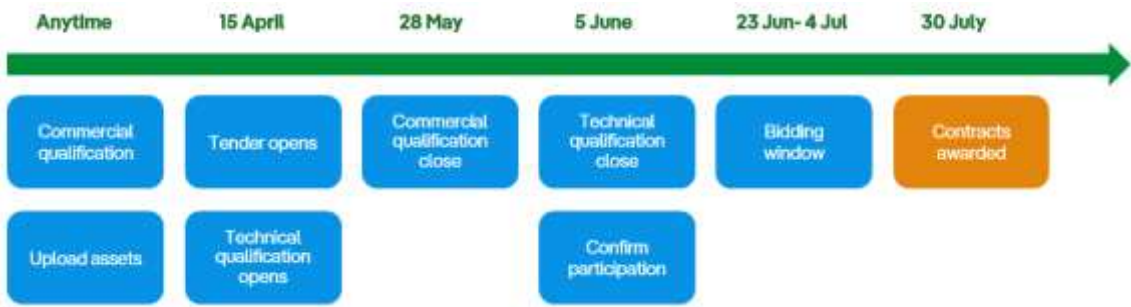 Anytime
15 April
28 May
5 June
23 Jun- 4 Jul
30 July
Commercial
qualification
Tender opens
Commercial
qualification
close
Technical
qualification
close
Bidding
window
Contracts
awarded
Upload assets
Technical
qualification
opens
Confirm
participation